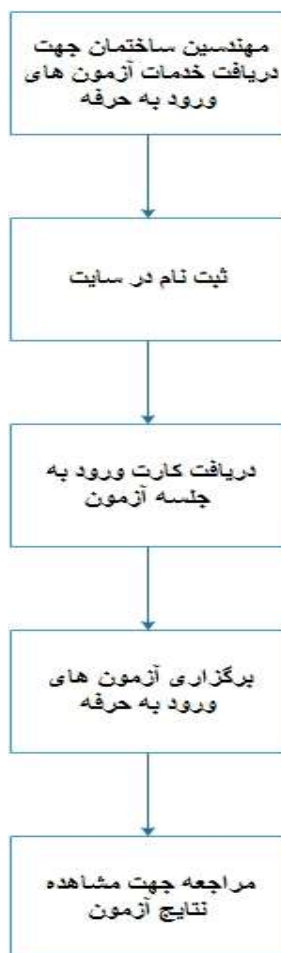 مهندسین ساختمان جهت
دریافت خدمات آزمون های
ورود به حرفه
ثبت نام در سایت
دریافت کارت ورود به
جلسه آزمون
برگزاری آزمون های
ورود به حرفه
مراجعه جهت مشاهده
نتایج آزمون